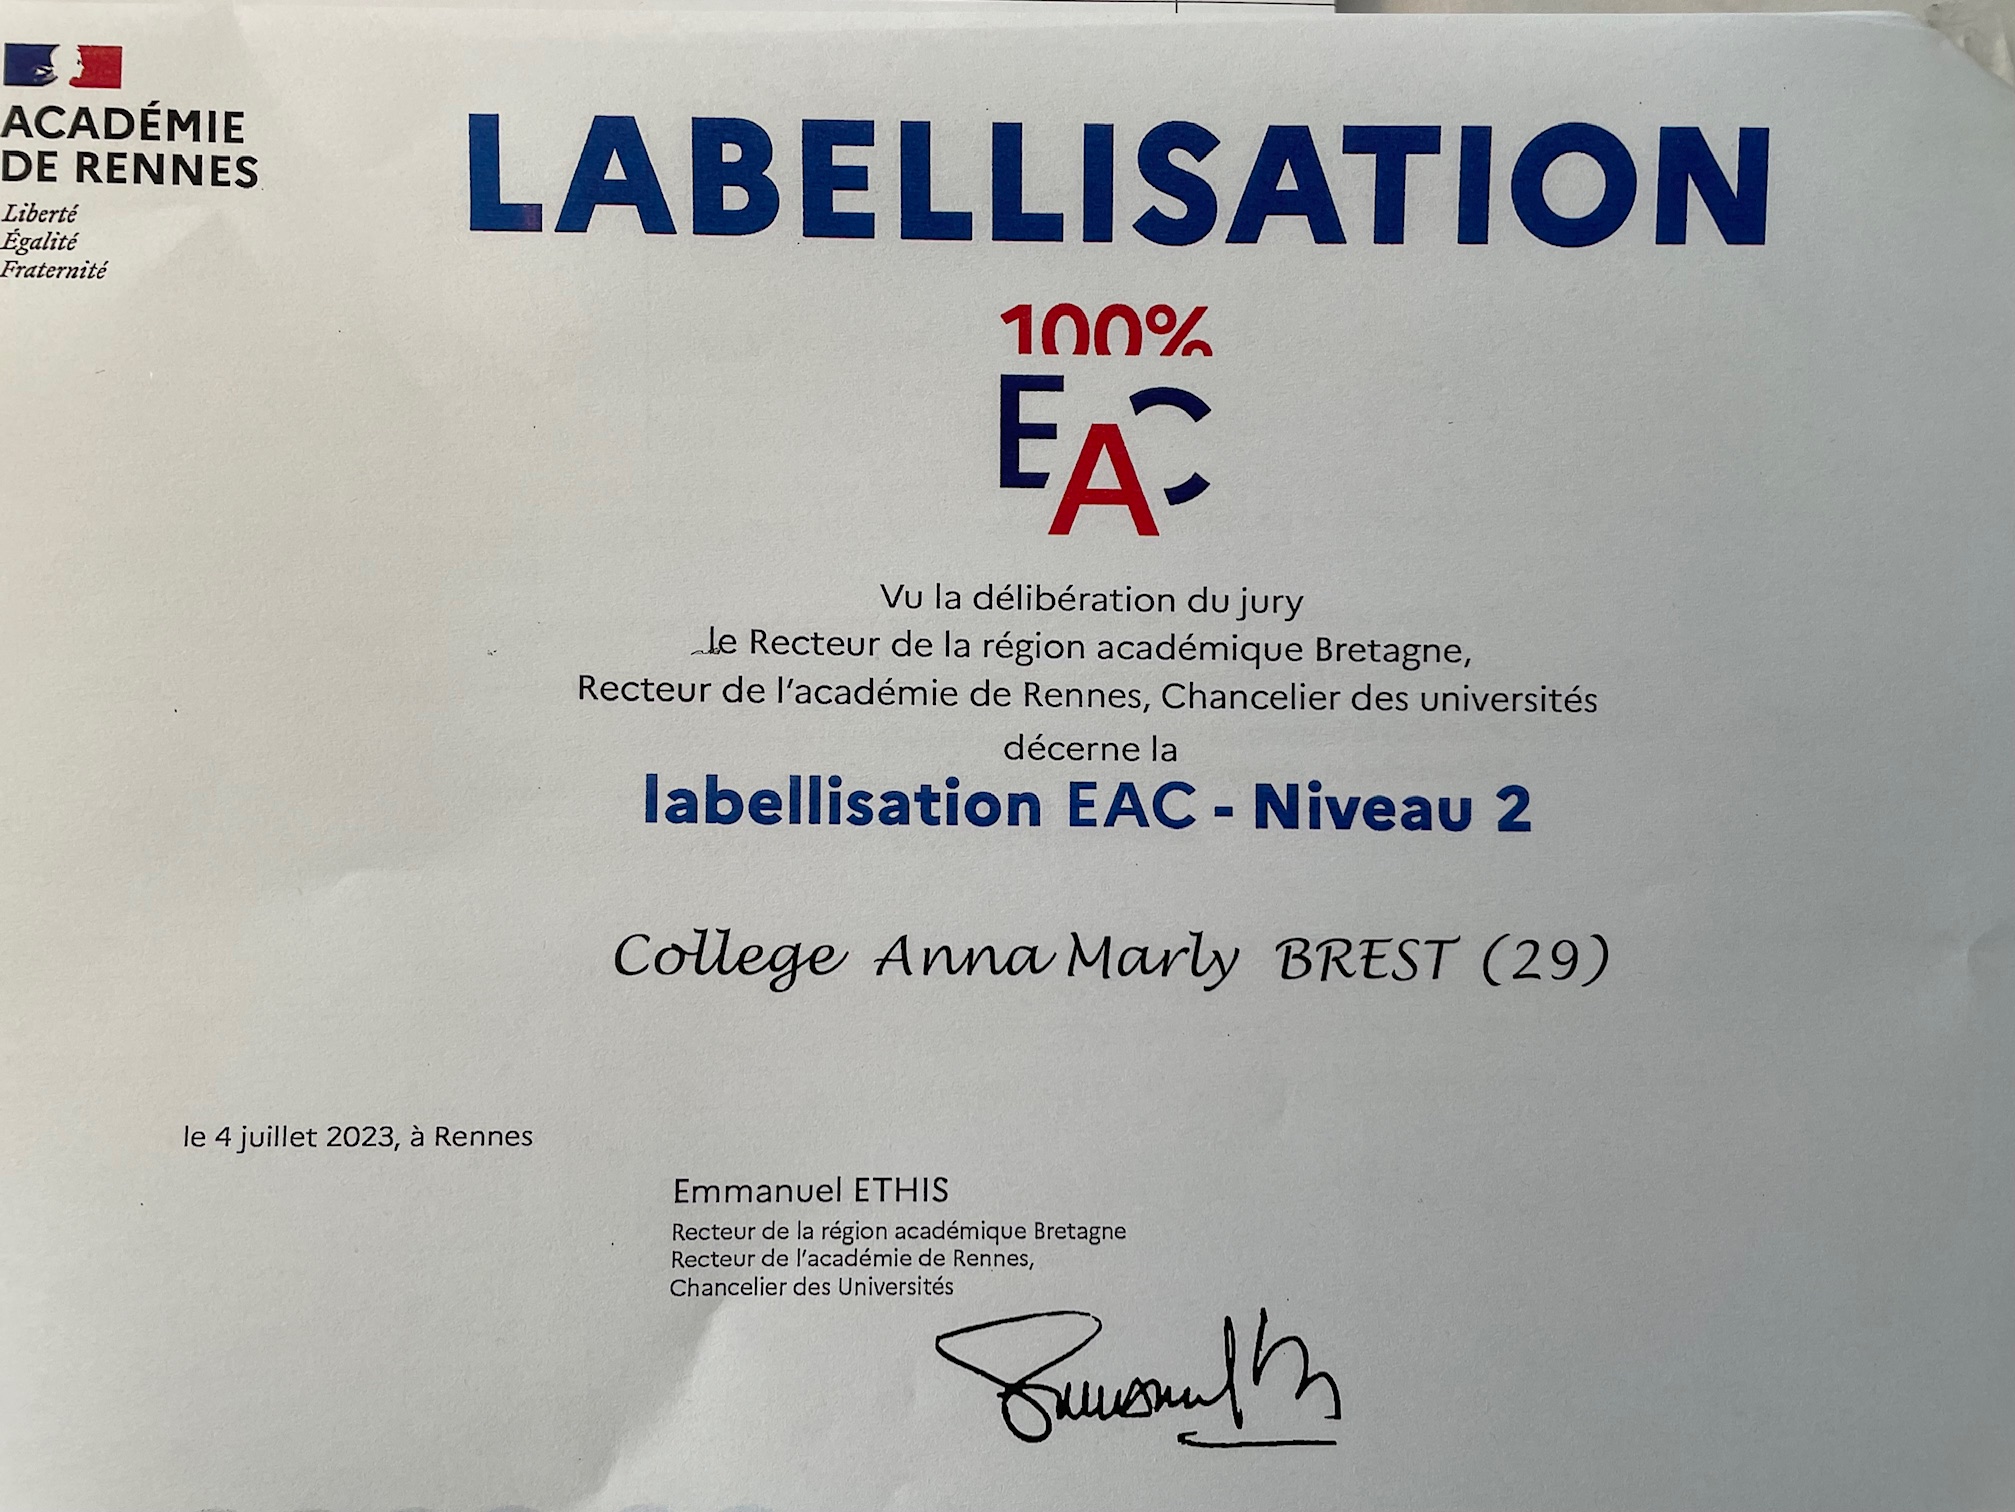 ACADÉMIE
DE RENNES
Liberté
Égalité
Fraternité
LABELLISATION
100%
EAC
Vu la délibération du jury
le Recteur de la région académique Bretagne,
Recteur de l'académie de Rennes, Chancelier des universités
décerne la
labellisation EAC - Niveau 2
College Anna Marly BREST (29)
le 4 juillet 2023, à Rennes
Emmanuel ETHIS
Recteur de la région académique Bretagne
Recteur de l'académie de Rennes,
Chancelier des Universités